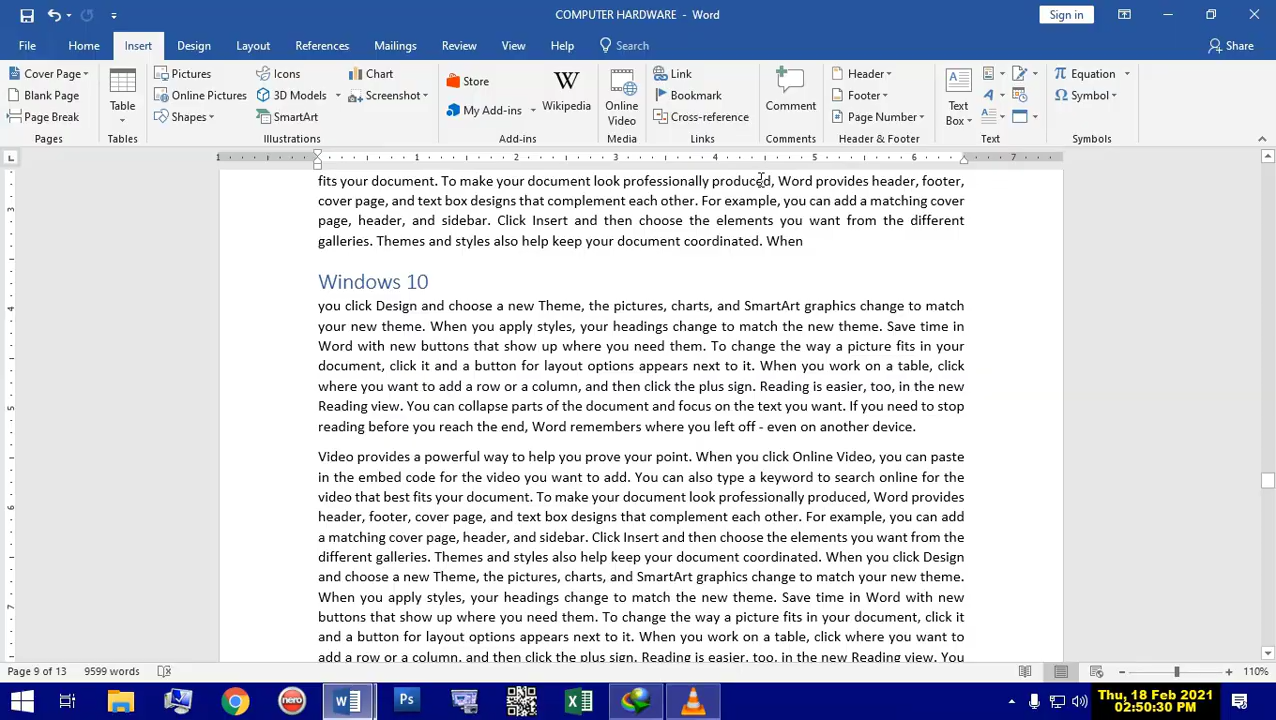 COMPUTER HARDWARE - Word
Sign in
File Home Insert Design Layout References Mailings Review View Help Search Share
Cover Page
Blank Page
Page Break
Pages
Table
Tables
Pictures
Online Pictures
Shapes
Icons
3D Models
SmartArt
Chart
Screenshot
Illustrations
Store
My Add-ins
Wikipedia
Add-ins
Online
Video
Media
Link
Bookmark
Cross-reference
Links
Comment
Comments
Header
Footer
Page Number
Header & Footer
Text
Box
Text
Equation
Symbol
Symbols
1 1 2 3 4 5 6 7
3
4
5
6
7
fits your document. To make your document look professionally produced, Word provides header, footer,
cover page, and text box designs that complement each other. For example, you can add a matching cover
page, header, and sidebar. Click Insert and then choose the elements you want from the different
galleries. Themes and styles also help keep your document coordinated. When
Windows 10
you click Design and choose a new Theme, the pictures, charts, and SmartArt graphics change to match
your new theme. When you apply styles, your headings change to match the new theme. Save time in
Word with new buttons that show up where you need them. To change the way a picture fits in your
document, click it and a button for layout options appears next to it. When you work on a table, click
where you want to add a row or a column, and then click the plus sign. Reading is easier, too, in the new
Reading view. You can collapse parts of the document and focus on the text you want. If you need to stop
reading before you reach the end, Word remembers where you left off - even on another device.
Video provides a powerful way to help you prove your point. When you click Online Video, you can paste
in the embed code for the video you want to add. You can also type a keyword to search online for the
video that best fits your document. To make your document look professionally produced, Word provides
header, footer, cover page, and text box designs that complement each other. For example, you can add
a matching cover page, header, and sidebar. Click Insert and then choose the elements you want from the
different galleries. Themes and styles also help keep your document coordinated. When you click Design
and choose a new Theme, the pictures, charts, and SmartArt graphics change to match your new theme.
When you apply styles, your headings change to match the new theme. Save time in Word with new
buttons that show up where you need them. To change the way a picture fits in your document, click it
and a button for layout options appears next to it. When you work on a table, click where you want to
add a row or a column, and then click the plus sign. Reading is easier, too, in the new Reading view. You
Page 9 of 13 9599 words
110%
nero
Ps
Thu, 18 Feb 2021
02:50:30 PM